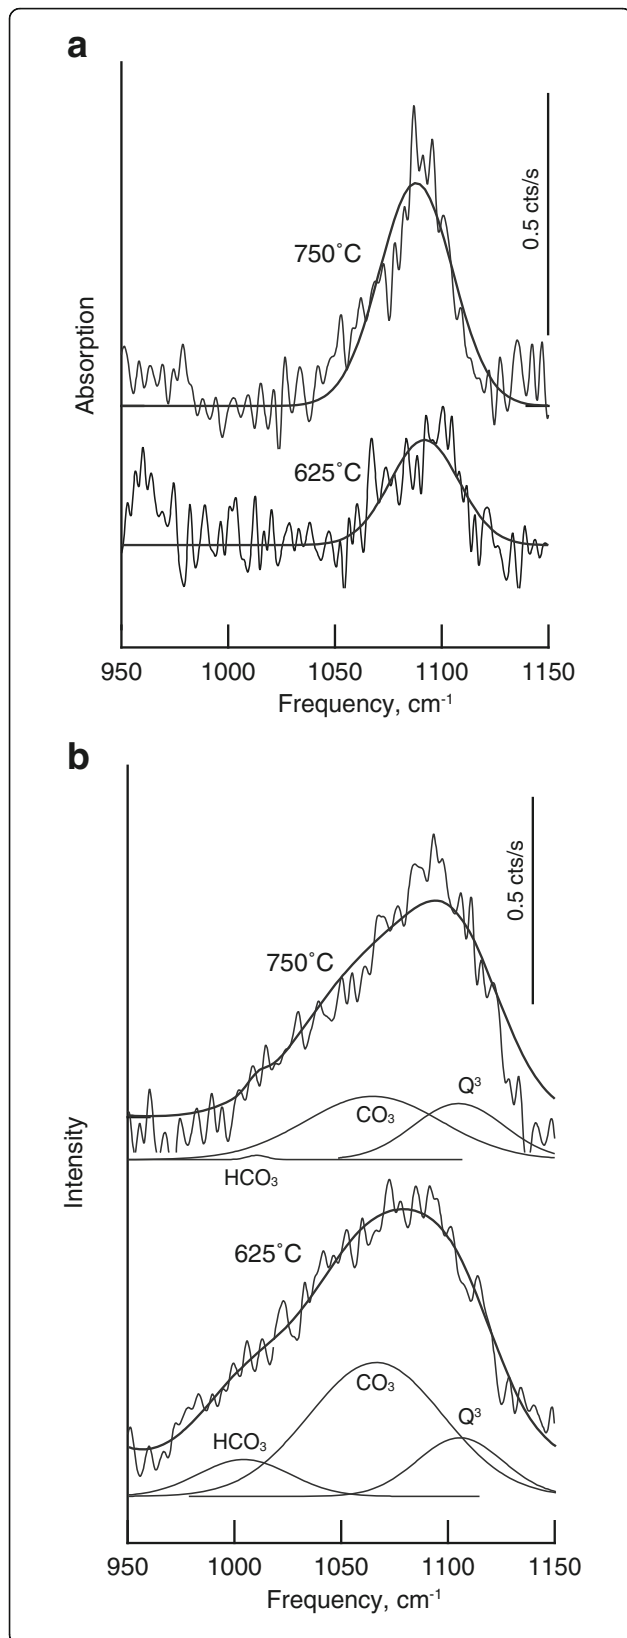 a
0.5 cts/s
750˚C
Absorption
625˚C
950 1000 1050 1100 1150
Frequency, cm-1
b
0.5 cts/s
750˚C
Q3
CO3
HCO3
Intensity
625˚C
CO3
Q3
HCO3
950 1000 1050 1100 1150
Frequency, cm-1